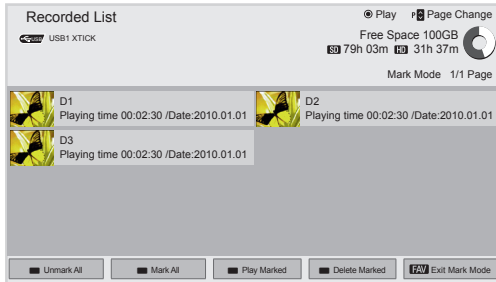 Recorded List
Play P Page Change
USB USB1 XTICK
Free Space 100GB
SD 79h 03m HD 31h 37m
Mark Mode 1/1 Page
D1
Playing time 00:02:30 /Date:2010.01.01
D2
Playing time 00:02:30 /Date:2010.01.01
D3
Playing time 00:02:30 /Date:2010.01.01
Unmark All
Mark All
Play Marked
Delete Marked
FAV Exit Mark Mode